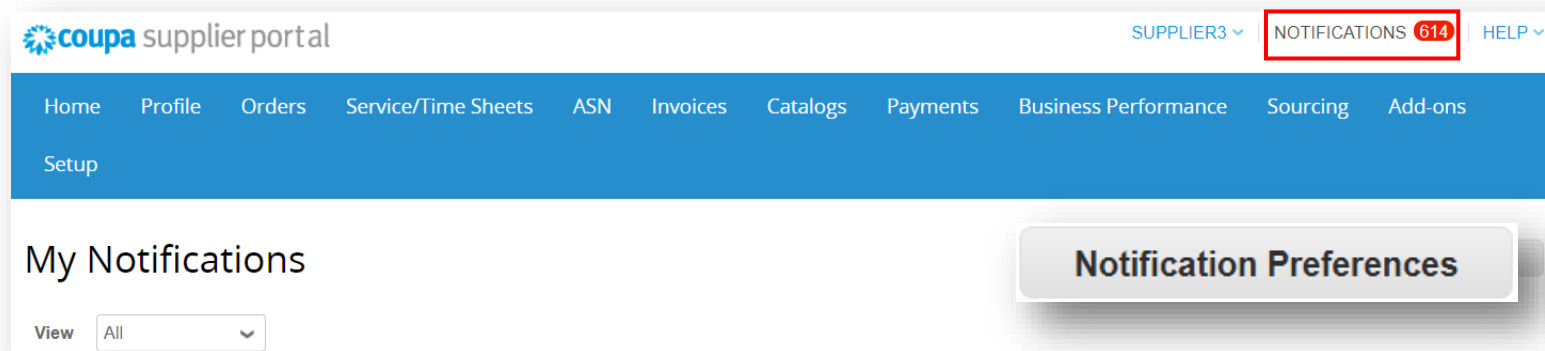 coupa supplier portal
SUPPLIER3 NOTIFICATIONS 614 HELP
Home Profile Orders Service/Time Sheets ASN Invoices Catalogs Payments Business Performance Sourcing Add-ons
Setup
My Notifications
Notification Preferences
View All